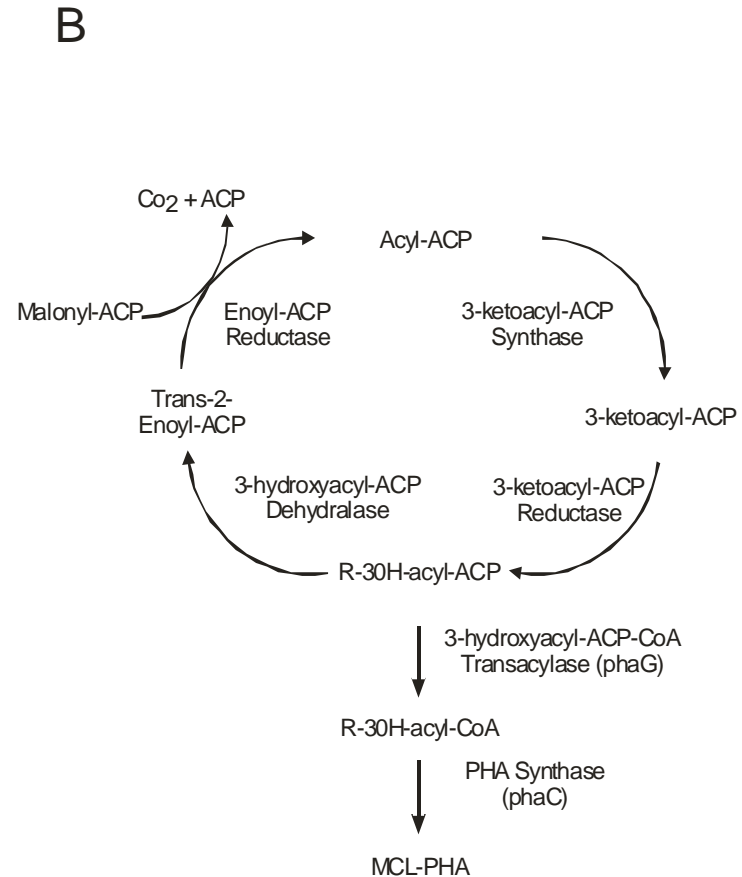 B
Co2 + ACP
Acyl-ACP
Malonyl-ACP
Enoyl-ACP
Reductase
3-ketoacyl-ACP
Synthase
Trans-2-
Enoyl-ACP
3-ketoacyl-ACP
3-hydroxyacyl-ACP
Dehydralase
3-ketoacyl-ACP
Reductase
R-30H-acyl-ACP
3-hydroxyacyl-ACP-CoA
Transacylase (phaG)
R-30H-acyl-CoA
PHA Synthase
(phaC)
MCL-PHA